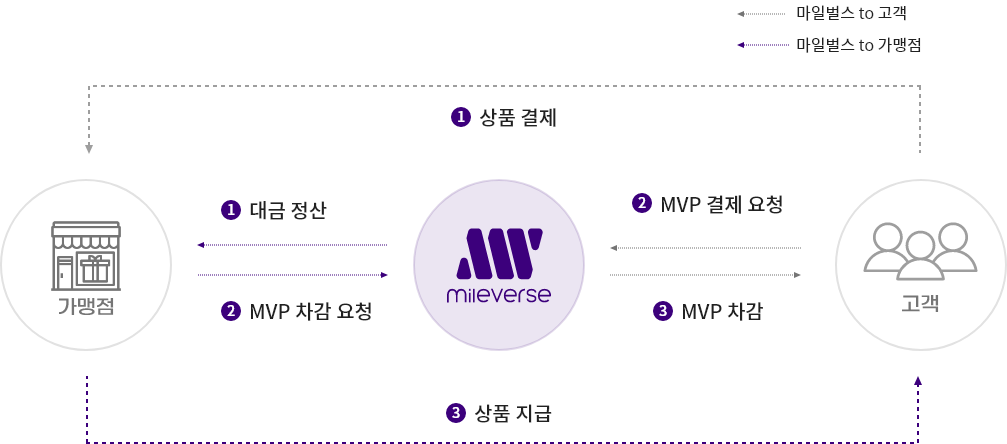 마일벌스 to 고객
마일벌스 to 가맹점
1 상품 결제
1 대금 정산
2 MVP 결제 요청
mileverse
가맹점
고객
2 MVP 차감 요청
3 MVP 차감
3 상품 지급